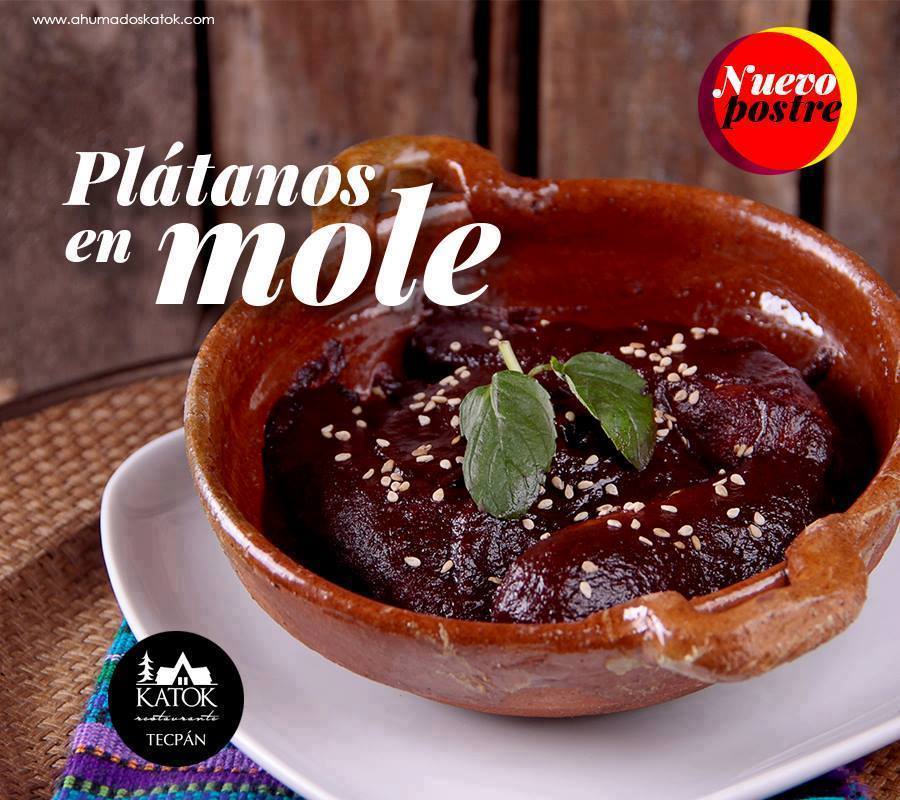 www.ahumadoskatok.com
Nuevo
postre
Plátanos
en mole
KATOK
restaurante
TECPÁN